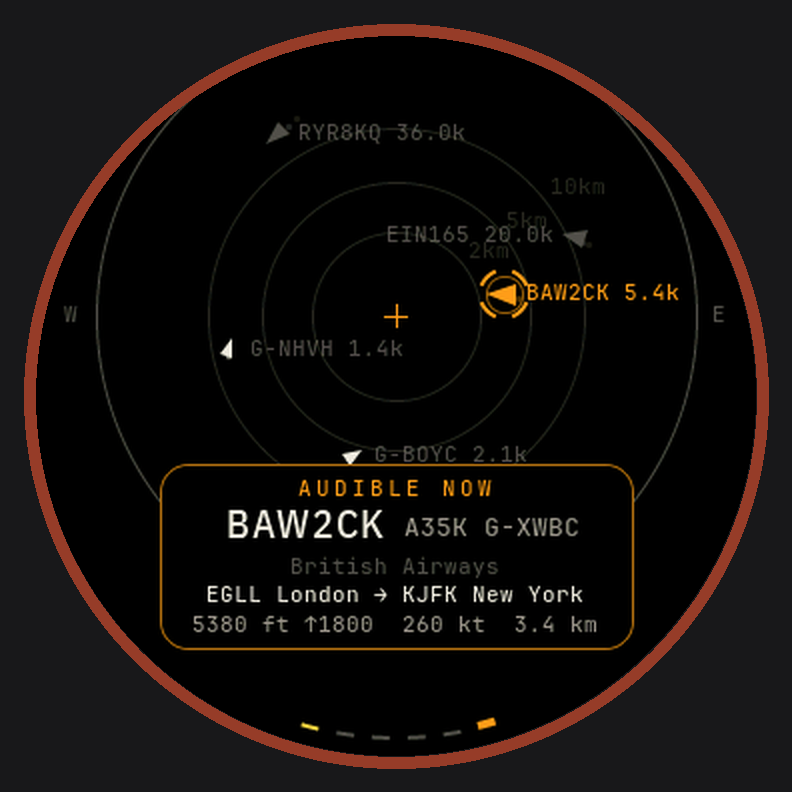 RYR8KQ 36.0k
10km
5km
EIN165 20.0k
2km
BAW2CK 5.4k
W
E
G-NHVH 1.4k
G-BOYC 2.1k
AUDIBLE NOW
BAW2CK A35K G-XWBC
British Airways
EGLL London → KJFK New York
5380 ft ↑1800 260 kt 3.4 km